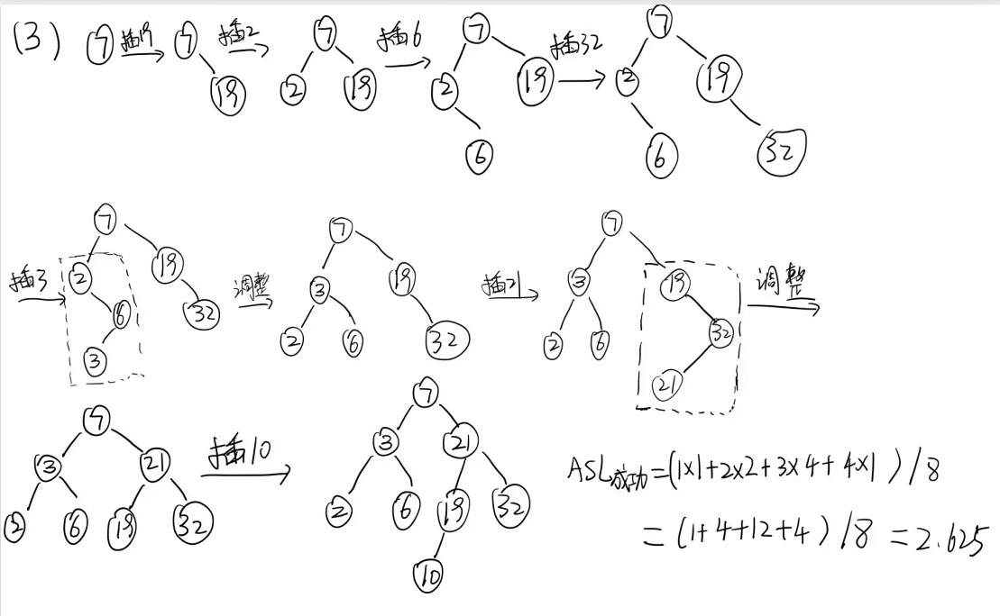 (3) 7 插19 7 插2 7 插6 7 插32 7
19 2 19 2 19 2 19
6 6 32
7 7 7
插3 2 19 调整 3 19 插21 3 19 调整
6 32 2 6 32 2 6 32
3 21
7 插10 7
3 21 3 21 ASL成功=(1×1+2×2+3×4+4×1)/8
2 6 19 32 2 6 19 32 =(1+4+12+4)/8=2.625
10